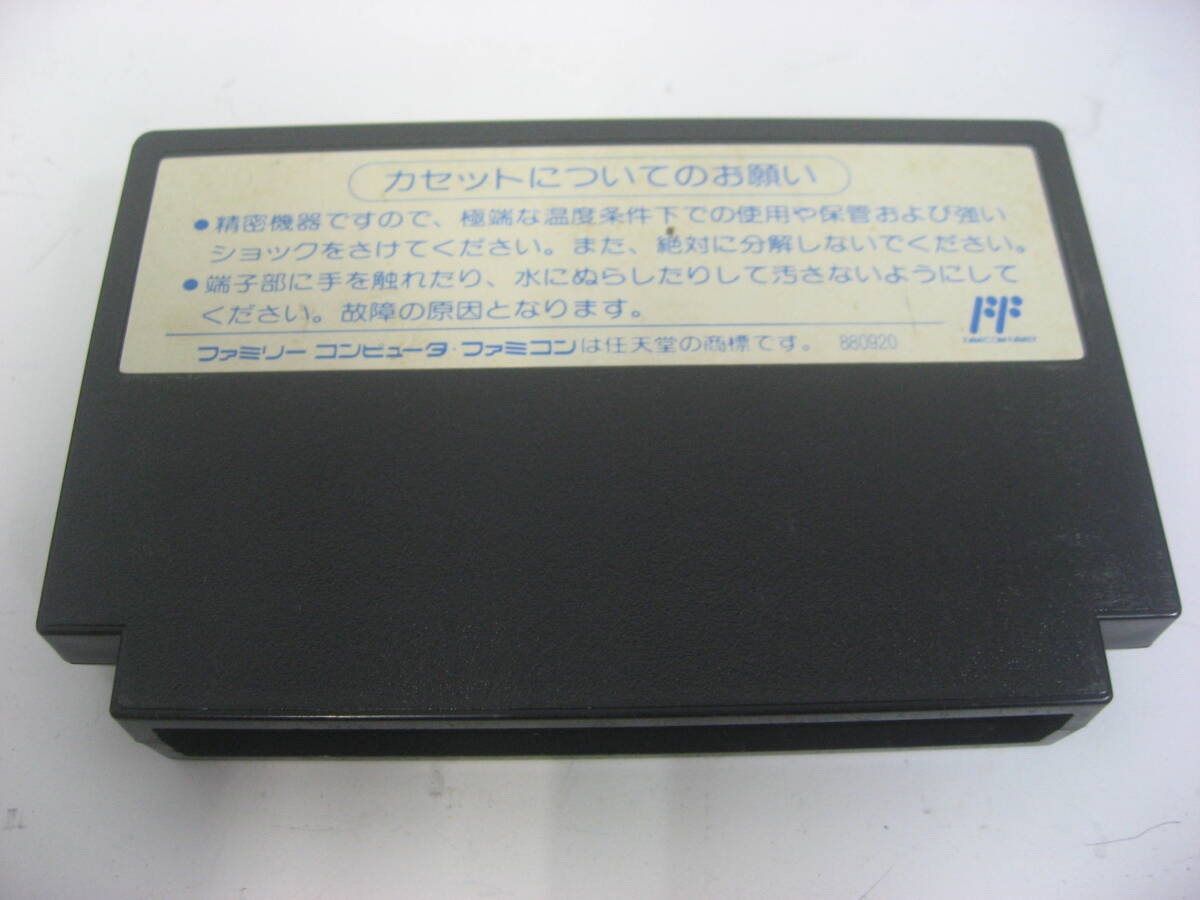 カセットについてのお願い
●精密機器ですので、極端な温度条件下での使用や保管および強い
ショックをさけてください。また、絶対に分解しないでください。
●端子部に手を触れたり、水にぬらしたりして汚さないようにして
ください。故障の原因となります。
FF
FAMICOM FAMILY
ファミリー コンピュータ・ファミコンは任天堂の商標です。 880920